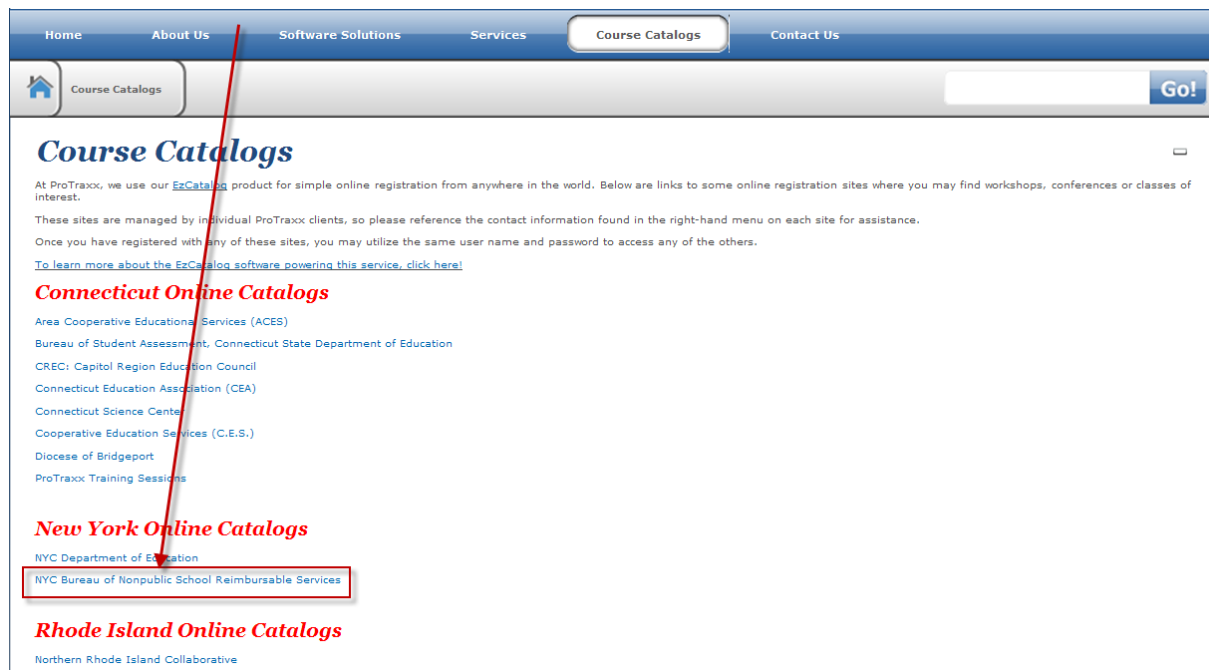 Home About Us Software Solutions Services Course Catalogs Contact Us
Course Catalogs Go!
Course Catalogs
At ProTraxx, we use our EzCatalog product for simple online registration from anywhere in the world. Below are links to some online registration sites where you may find workshops, conferences or classes of
interest.
These sites are managed by individual ProTraxx clients, so please reference the contact information found in the right-hand menu on each site for assistance.
Once you have registered with any of these sites, you may utilize the same user name and password to access any of the others.
To learn more about the EzCatalog software powering this service, click here!
Connecticut Online Catalogs
Area Cooperative Educational Services (ACES)
Bureau of Student Assessment, Connecticut State Department of Education
CREC: Capitol Region Education Council
Connecticut Education Association (CEA)
Connecticut Science Center
Cooperative Education Services (C.E.S.)
Diocese of Bridgeport
ProTraxx Training Sessions
New York Online Catalogs
NYC Department of Education
NYC Bureau of Nonpublic School Reimbursable Services
Rhode Island Online Catalogs
Northern Rhode Island Collaborative